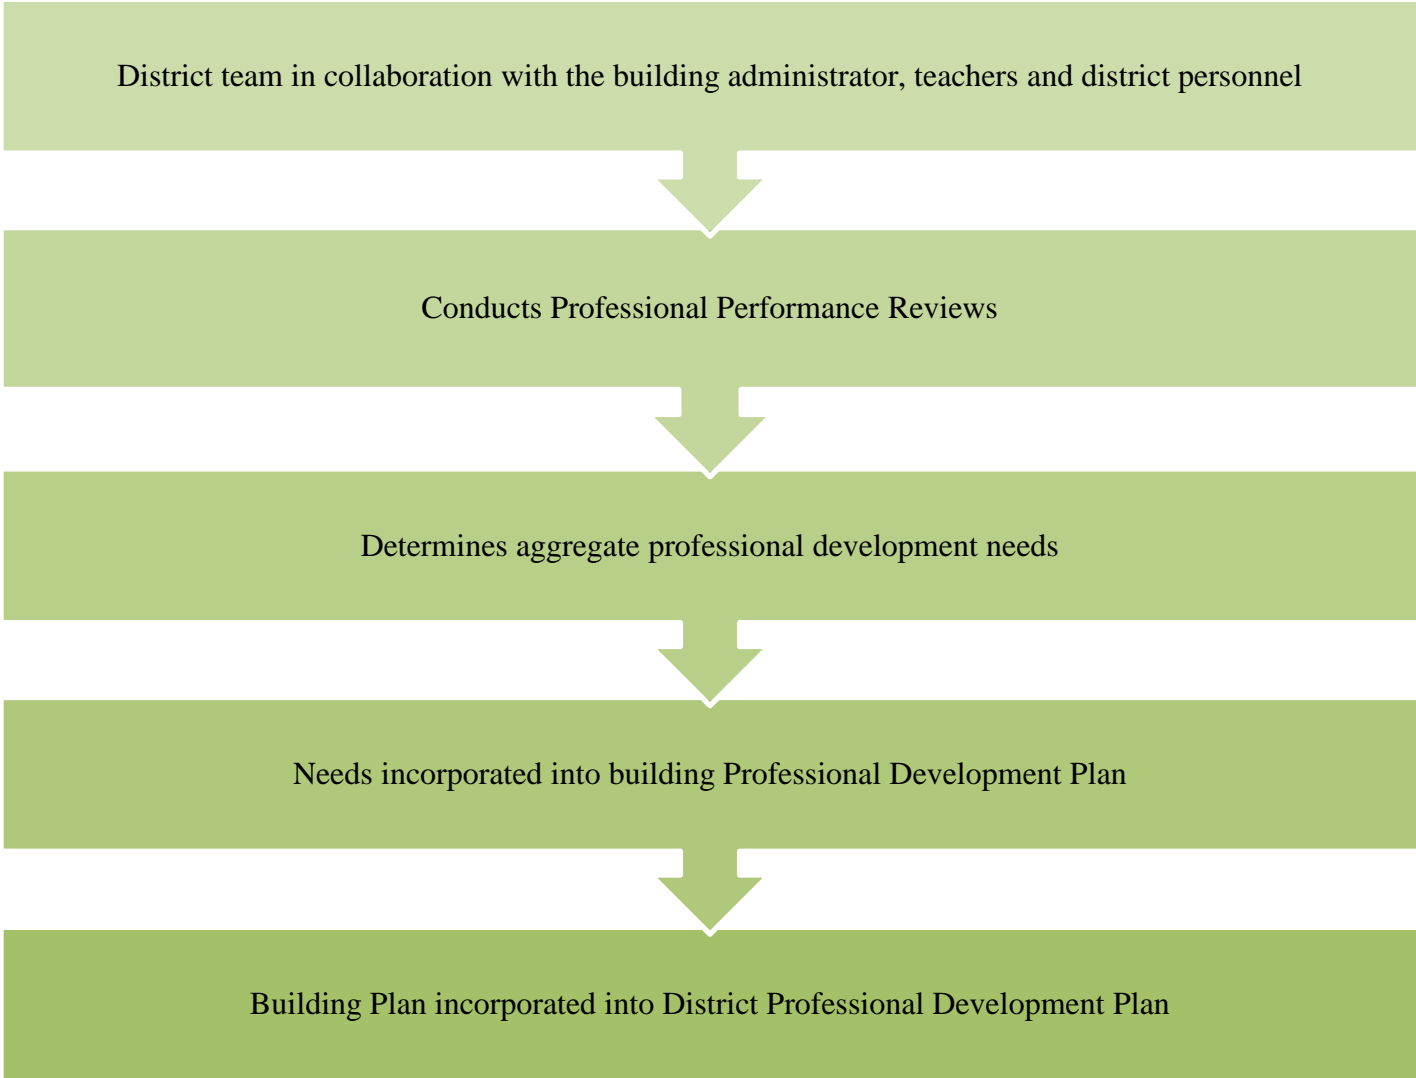 District team in collaboration with the building administrator, teachers and district personnel
Conducts Professional Performance Reviews
Determines aggregate professional development needs
Needs incorporated into building Professional Development Plan
Building Plan incorporated into District Professional Development Plan